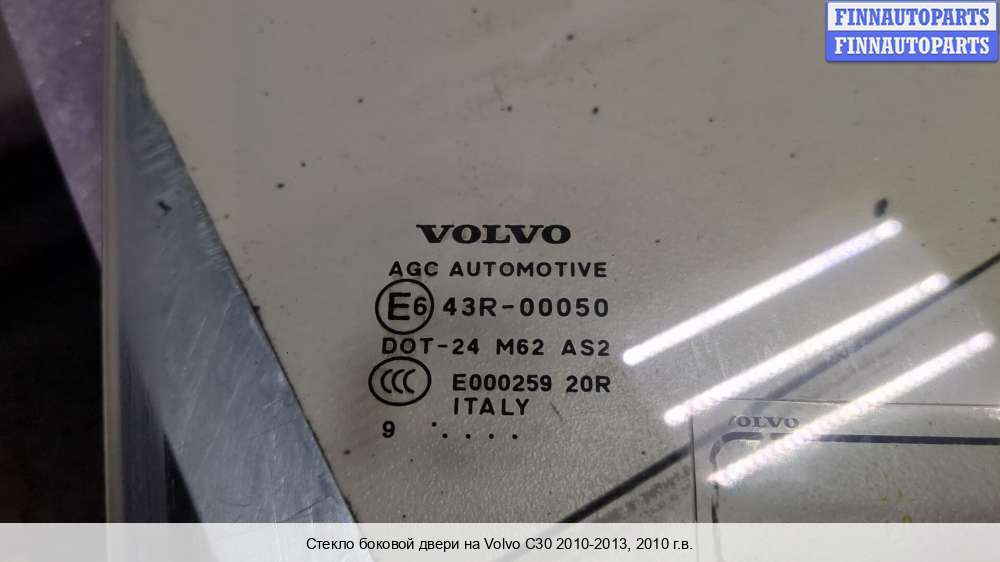 FINNAUTOPARTS
FINNAUTOPARTS
VOLVO
AGC AUTOMOTIVE
E6 43R-00050
DOT-24 M62 AS2
CCC E000259 20R
ITALY
9 . . . . .
VOLVO
Стекло боковой двери на Volvo C30 2010-2013, 2010 г.в.